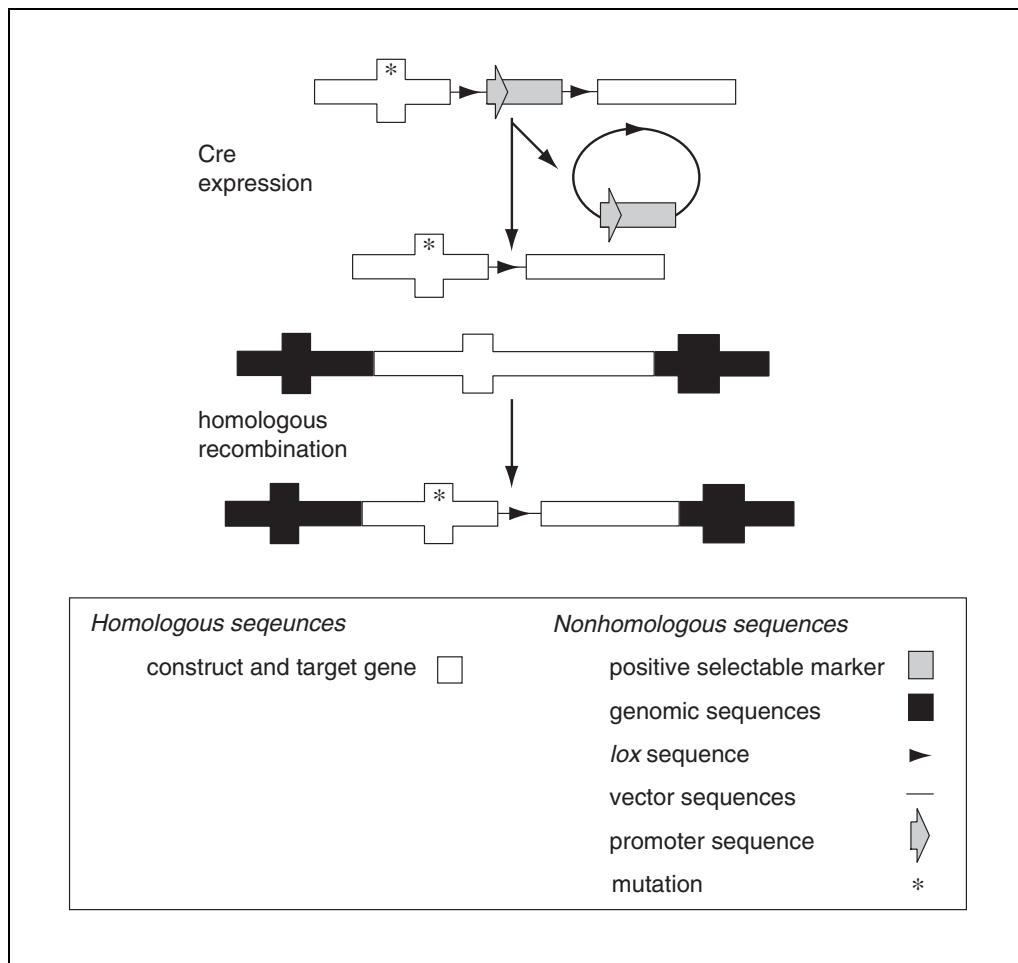 *
Cre
expression
*
homologous
recombination
*
Homologous seqeunces
construct and target gene
Nonhomologous sequences
positive selectable marker
genomic sequences
lox sequence
vector sequences
promoter sequence
mutation *